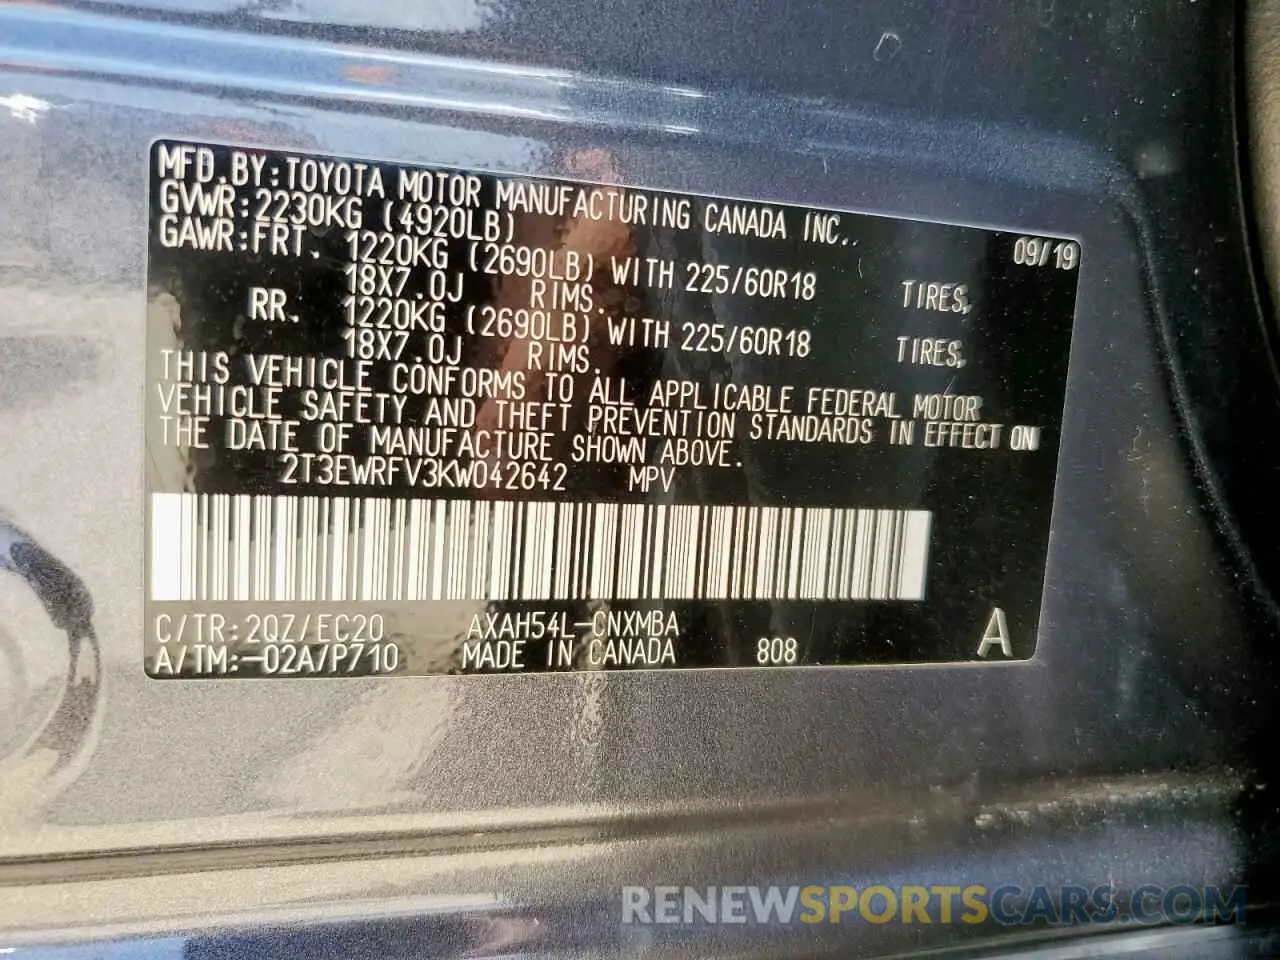 MFD.BY:TOYOTA MOTOR MANUFACTURING CANADA INC..
GVWR:2230KG (4920LB) 09/19
GAWR:FRT. 1220KG (2690LB) WITH 225/60R18 TIRES,
18X7.0J RIMS.
RR. 1220KG (2690LB) WITH 225/60R18 TIRES,
18X7.0J RIMS.
THIS VEHICLE CONFORMS TO ALL APPLICABLE FEDERAL MOTOR
VEHICLE SAFETY AND THEFT PREVENTION STANDARDS IN EFFECT ON
THE DATE OF MANUFACTURE SHOWN ABOVE.
2T3EWRFV3KW042642 MPV
C/TR:2QZ/EC20 AXAH54L-CNXMBA A
A/TM:-02A/P710 MADE IN CANADA 808
RENEWSPORTSCARS.COM